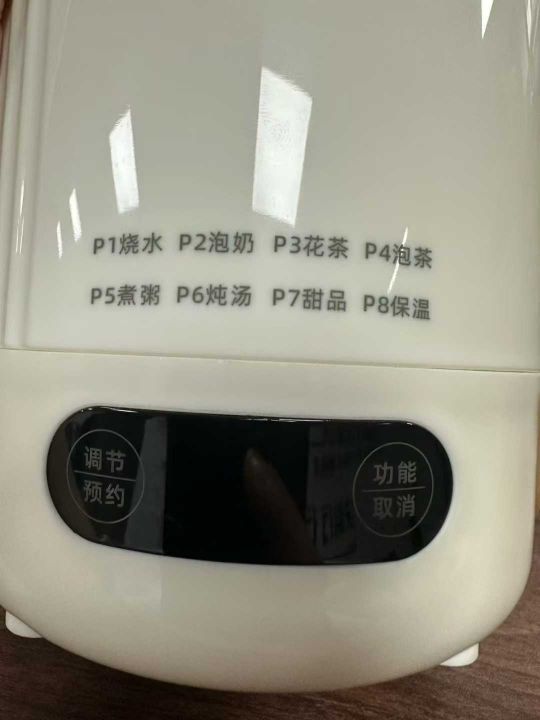 P1烧水 P2泡奶 P3花茶 P4泡茶
P5煮粥 P6炖汤 P7甜品 P8保温
调节
预约
功能
取消